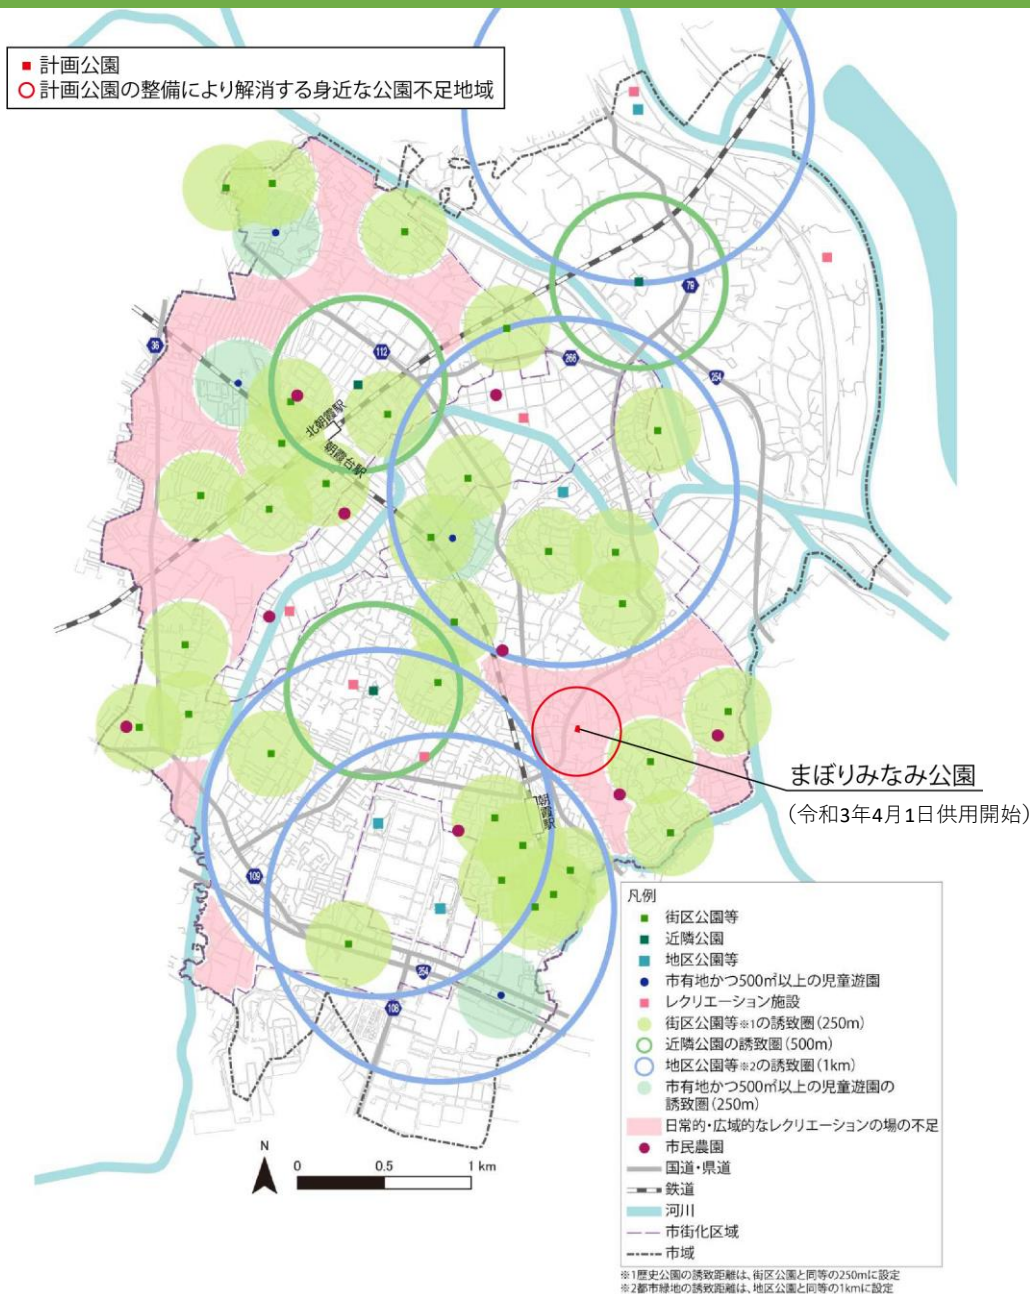 計画公園
計画公園の整備により解消する身近な公園不足地域
79
36
112
266
254
北朝霞駅
朝霞台駅
まぼりみなみ公園
(令和3年4月1日供用開始)
朝霞駅
109
254
108
凡例
街区公園等
近隣公園
地区公園等
市有地かつ500㎡以上の児童遊園
レクリエーション施設
街区公園等※1の誘致圏(250m)
近隣公園の誘致圏(500m)
地区公園等※2の誘致圏(1km)
市有地かつ500㎡以上の児童遊園の
誘致圏(250m)
日常的・広域的なレクリエーションの場の不足
市民農園
国道・県道
鉄道
河川
市街化区域
市域
N
0 0.5 1 km
※1歴史公園の誘致距離は、街区公園と同等の250mに設定
※2都市緑地の誘致距離は、地区公園と同等の1kmに設定